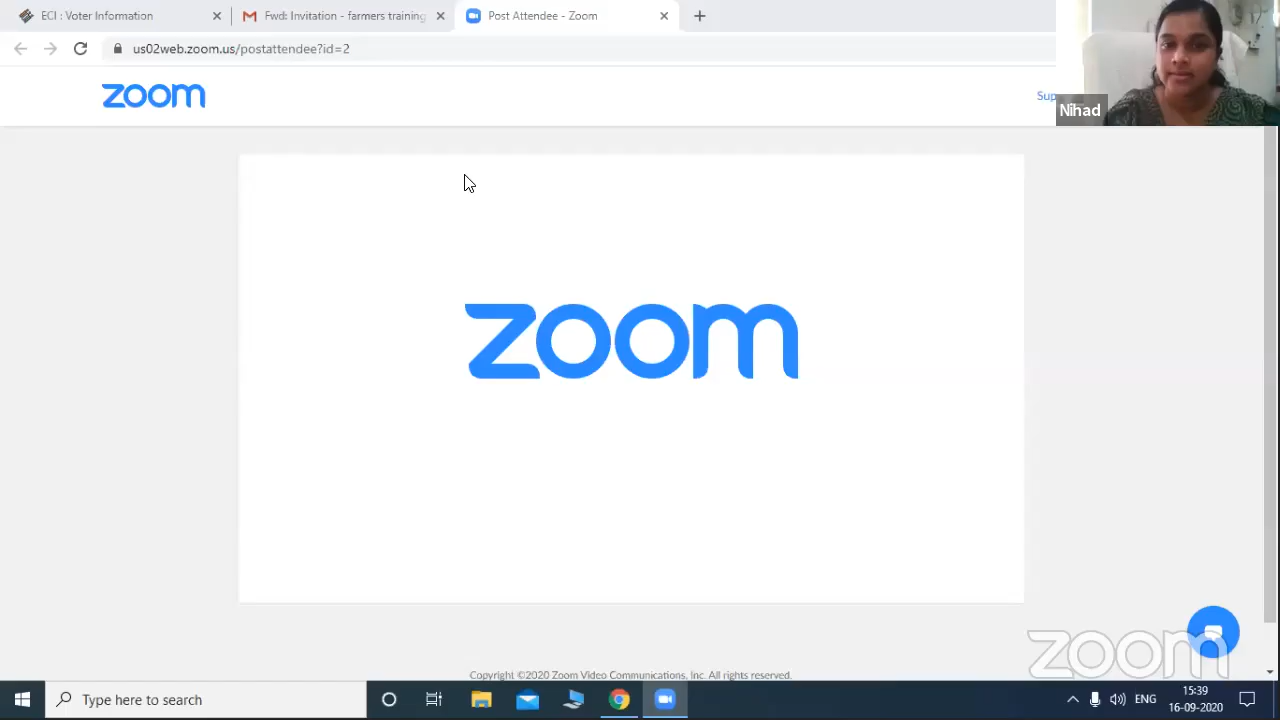 ECI : Voter Information
Fwd: Invitation - farmers training
Post Attendee - Zoom
us02web.zoom.us/postattendee?id=2
zoom
Sup
Nihad
zoom
zoom
Copyright ©2020 Zoom Video Communications, Inc. All rights reserved.
Type here to search
ENG
15:39
16-09-2020